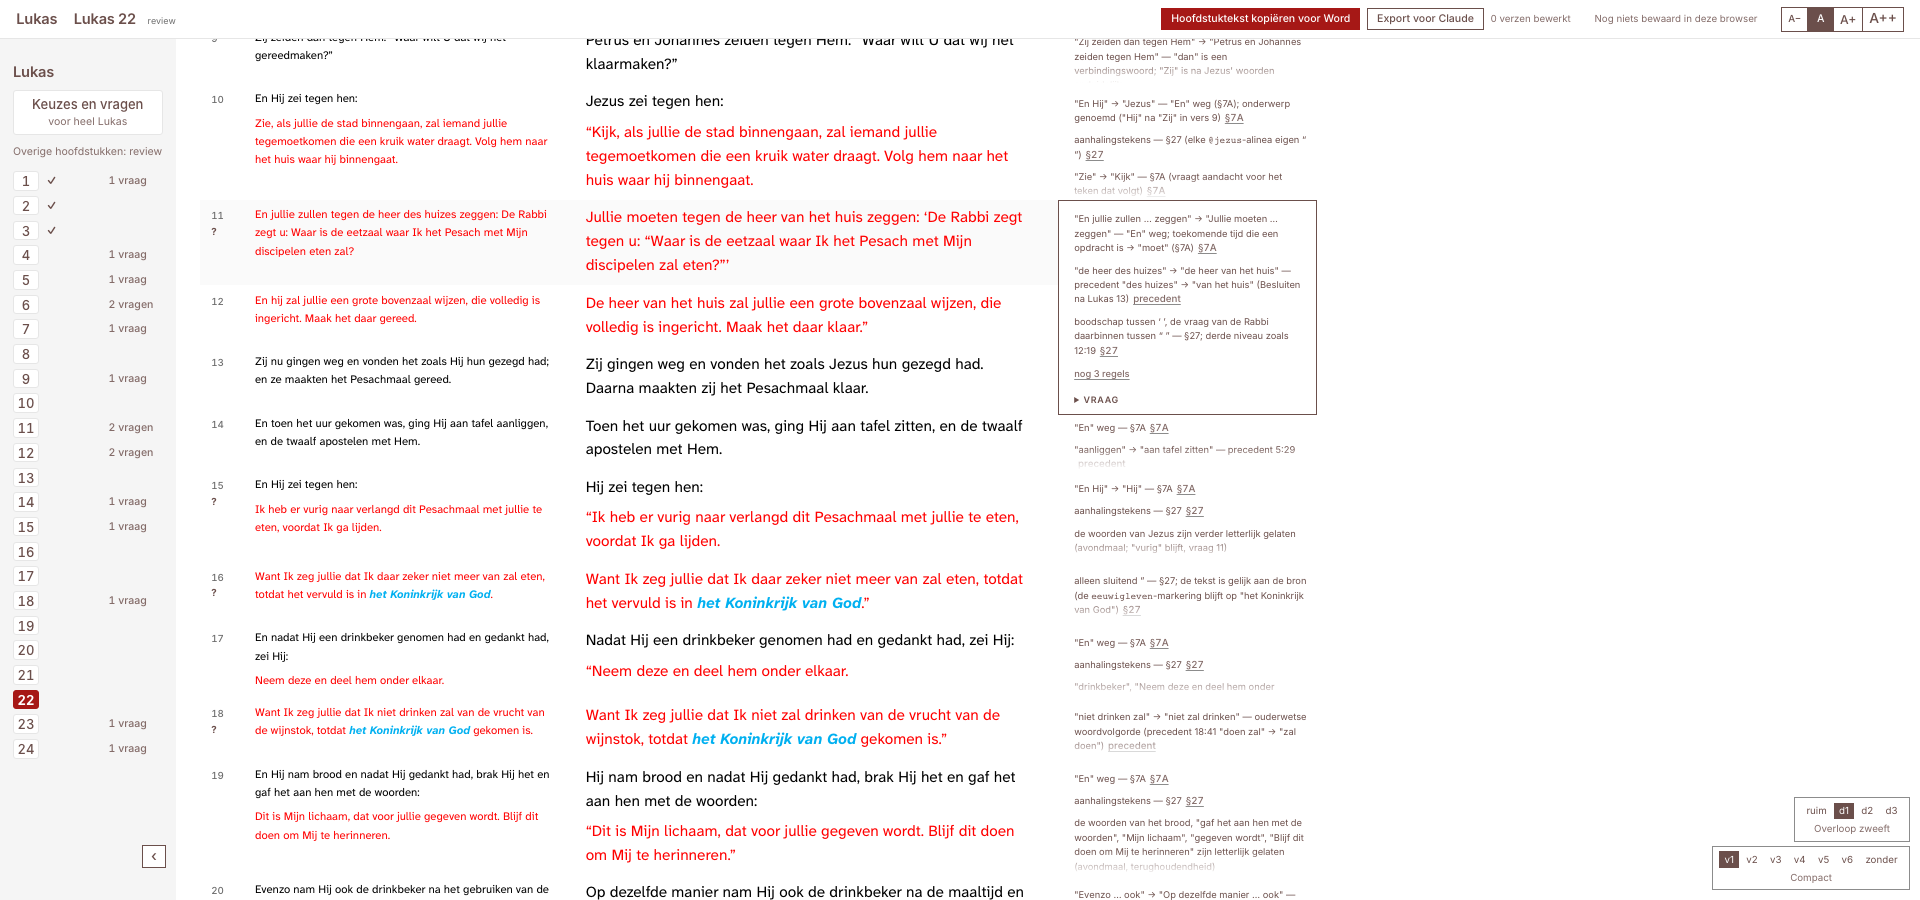 Lukas Lukas 22 review Hoofdstuktekst kopiëren voor Word Export voor Claude 0 verzen bewerkt Nog niets bewaard in deze browser A− A A+ A++
Lukas
Keuzes en vragen
voor heel Lukas
Overige hoofdstukken: review
1 ✓ 1 vraag
2 ✓
3 ✓
4 1 vraag
5 1 vraag
6 2 vragen
7 1 vraag
8
9 1 vraag
10
11 2 vragen
12 2 vragen
13
14 1 vraag
15 1 vraag
16
17
18 1 vraag
19
20
21
22
23 1 vraag
24 1 vraag
‹
gereedmaken?”
Petrus en Johannes zeiden tegen Hem: “Waar wilt U dat wij het
klaarmaken?”
"Zij zeiden dan tegen Hem" → "Petrus en Johannes
zeiden tegen Hem" — "dan" is een
verbindingswoord; "Zij" is na Jezus' woorden
10
En Hij zei tegen hen:
Zie, als jullie de stad binnengaan, zal iemand jullie
tegemoetkomen die een kruik water draagt. Volg hem naar
het huis waar hij binnengaat.
Jezus zei tegen hen:
“Kijk, als jullie de stad binnengaan, zal iemand jullie
tegemoetkomen die een kruik water draagt. Volg hem naar het
huis waar hij binnengaat.
"En Hij" → "Jezus" — "En" weg (§7A); onderwerp
genoemd ("Hij" na "Zij" in vers 9) §7A
aanhalingstekens — §27 (elke @jezus-alinea eigen “
”) §27
"Zie" → "Kijk" — §7A (vraagt aandacht voor het
teken dat volgt) §7A
11
?
En jullie zullen tegen de heer des huizes zeggen: De Rabbi
zegt u: Waar is de eetzaal waar Ik het Pesach met Mijn
discipelen eten zal?
Jullie moeten tegen de heer van het huis zeggen: ‘De Rabbi zegt
tegen u: “Waar is de eetzaal waar Ik het Pesach met Mijn
discipelen zal eten?”’
"En jullie zullen … zeggen" → "Jullie moeten …
zeggen" — "En" weg; toekomende tijd die een
opdracht is → "moet" (§7A) §7A
"de heer des huizes" → "de heer van het huis" —
precedent "des huizes" → "van het huis" (Besluiten
na Lukas 13) precedent
boodschap tussen ‘ ’, de vraag van de Rabbi
daarbinnen tussen “ ” — §27; derde niveau zoals
12:19 §27
nog 3 regels
▶ VRAAG
12
En hij zal jullie een grote bovenzaal wijzen, die volledig is
ingericht. Maak het daar gereed.
De heer van het huis zal jullie een grote bovenzaal wijzen, die
volledig is ingericht. Maak het daar klaar.”
13
Zij nu gingen weg en vonden het zoals Hij hun gezegd had;
en ze maakten het Pesachmaal gereed.
Zij gingen weg en vonden het zoals Jezus hun gezegd had.
Daarna maakten zij het Pesachmaal klaar.
14
En toen het uur gekomen was, ging Hij aan tafel aanliggen,
en de twaalf apostelen met Hem.
Toen het uur gekomen was, ging Hij aan tafel zitten, en de twaalf
apostelen met Hem.
"En" weg — §7A §7A
"aanliggen" → "aan tafel zitten" — precedent 5:29
precedent
15
?
En Hij zei tegen hen:
Ik heb er vurig naar verlangd dit Pesachmaal met jullie te
eten, voordat Ik ga lijden.
Hij zei tegen hen:
“Ik heb er vurig naar verlangd dit Pesachmaal met jullie te eten,
voordat Ik ga lijden.
"En Hij" → "Hij" — §7A §7A
aanhalingstekens — §27 §27
de woorden van Jezus zijn verder letterlijk gelaten
(avondmaal; "vurig" blijft, vraag 11)
16
?
Want Ik zeg jullie dat Ik daar zeker niet meer van zal eten,
totdat het vervuld is in het Koninkrijk van God.
Want Ik zeg jullie dat Ik daar zeker niet meer van zal eten, totdat
het vervuld is in het Koninkrijk van God.”
alleen sluitend ” — §27; de tekst is gelijk aan de bron
(de eeuwigleven-markering blijft op "het Koninkrijk
van God") §27
17
En nadat Hij een drinkbeker genomen had en gedankt had,
zei Hij:
Neem deze en deel hem onder elkaar.
Nadat Hij een drinkbeker genomen had en gedankt had, zei Hij:
“Neem deze en deel hem onder elkaar.
"En" weg — §7A §7A
aanhalingstekens — §27 §27
"drinkbeker", "Neem deze en deel hem onder
18
?
Want Ik zeg jullie dat Ik niet drinken zal van de vrucht van
de wijnstok, totdat het Koninkrijk van God gekomen is.
Want Ik zeg jullie dat Ik niet zal drinken van de vrucht van de
wijnstok, totdat het Koninkrijk van God gekomen is.”
"niet drinken zal" → "niet zal drinken" — ouderwetse
woordvolgorde (precedent 18:41 "doen zal" → "zal
doen") precedent
19
En Hij nam brood en nadat Hij gedankt had, brak Hij het en
gaf het aan hen met de woorden:
Dit is Mijn lichaam, dat voor jullie gegeven wordt. Blijf dit
doen om Mij te herinneren.
Hij nam brood en nadat Hij gedankt had, brak Hij het en gaf het
aan hen met de woorden:
“Dit is Mijn lichaam, dat voor jullie gegeven wordt. Blijf dit doen
om Mij te herinneren.”
"En" weg — §7A §7A
aanhalingstekens — §27 §27
de woorden van het brood, "gaf het aan hen met de
woorden", "Mijn lichaam", "gegeven wordt", "Blijf dit
doen om Mij te herinneren" zijn letterlijk gelaten
(avondmaal, terughoudendheid)
20
Evenzo nam Hij ook de drinkbeker na het gebruiken van de
Op dezelfde manier nam Hij ook de drinkbeker na de maaltijd en
"Evenzo … ook" → "Op dezelfde manier … ook" —
ruim d1 d2 d3
Overloop zweeft
v1 v2 v3 v4 v5 v6 zonder
Compact